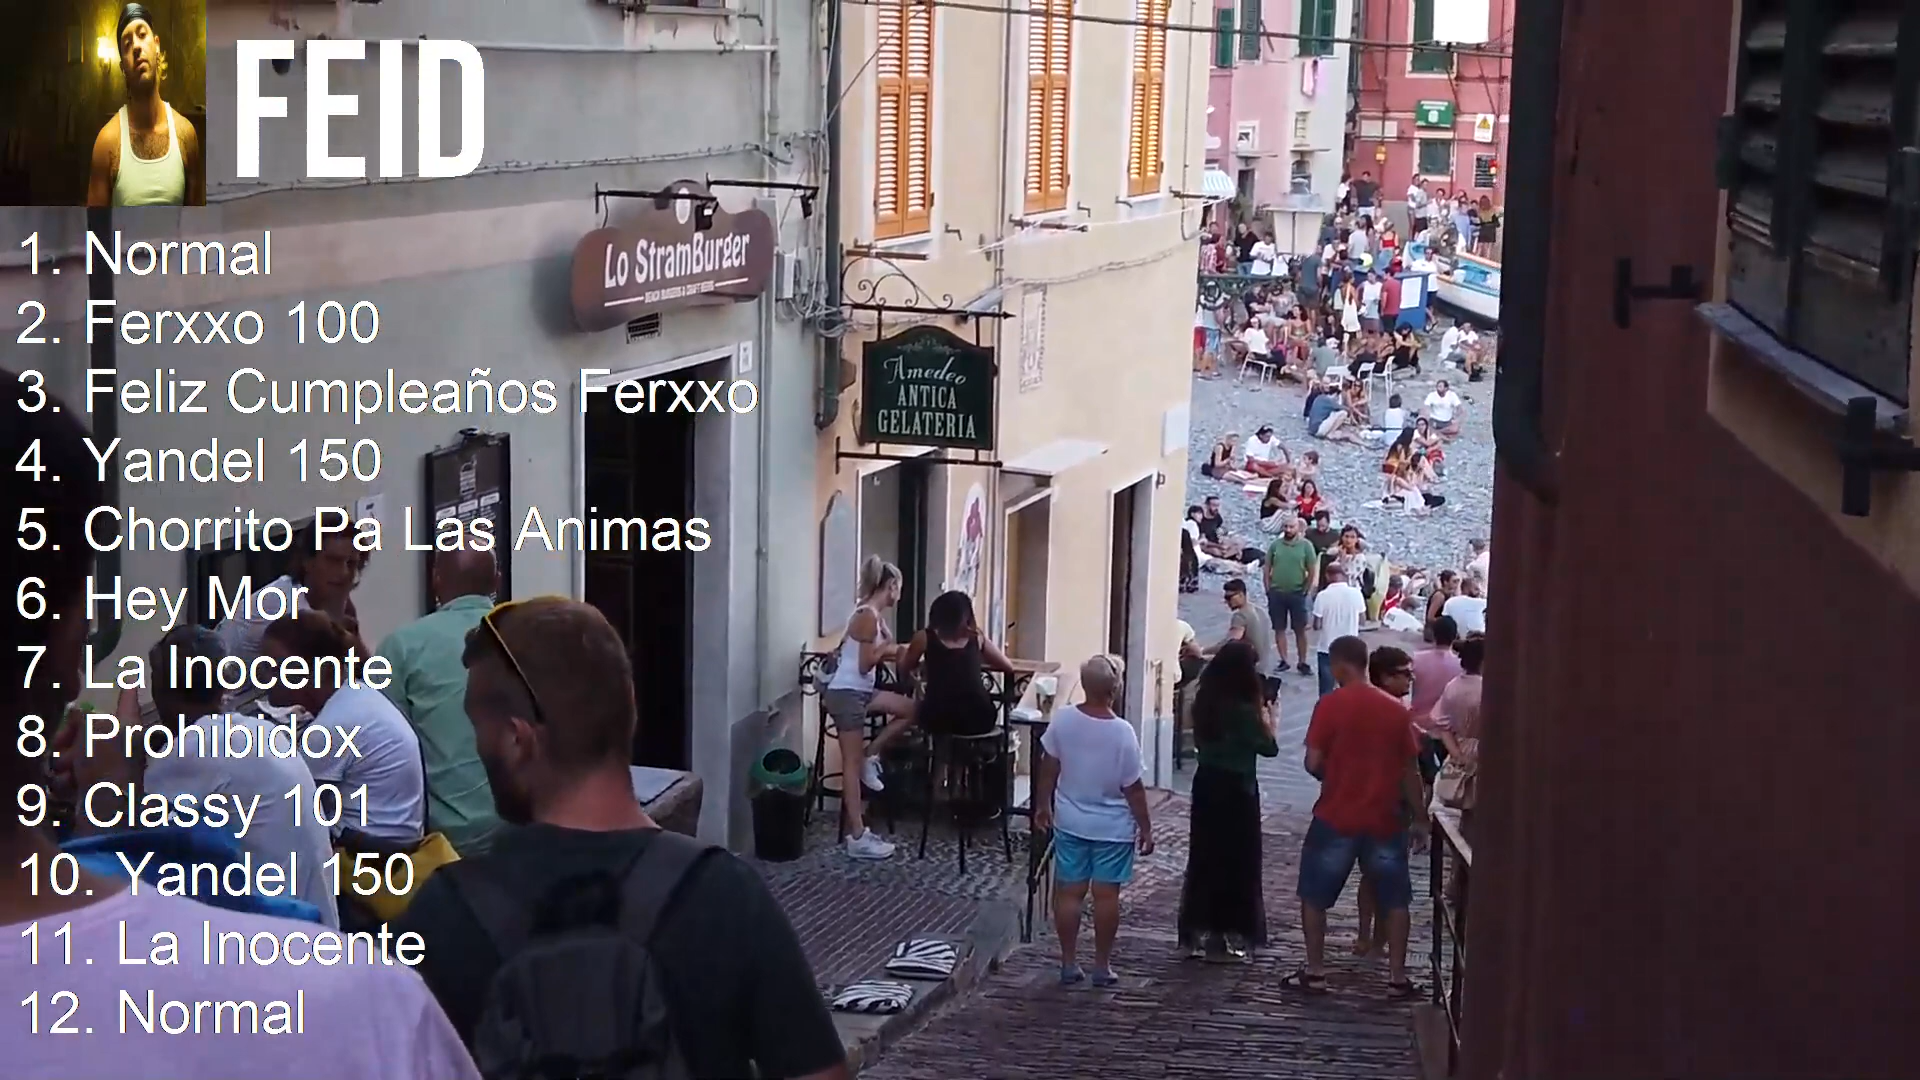 FEID
1. Normal
2. Ferxxo 100
3. Feliz Cumpleaños Ferxxo
4. Yandel 150
5. Chorrito Pa Las Animas
6. Hey Mor
7. La Inocente
8. Prohibidox
9. Classy 101
10. Yandel 150
11. La Inocente
12. Normal
Lo StramBurger
Amedeo
ANTICA
GELATERIA